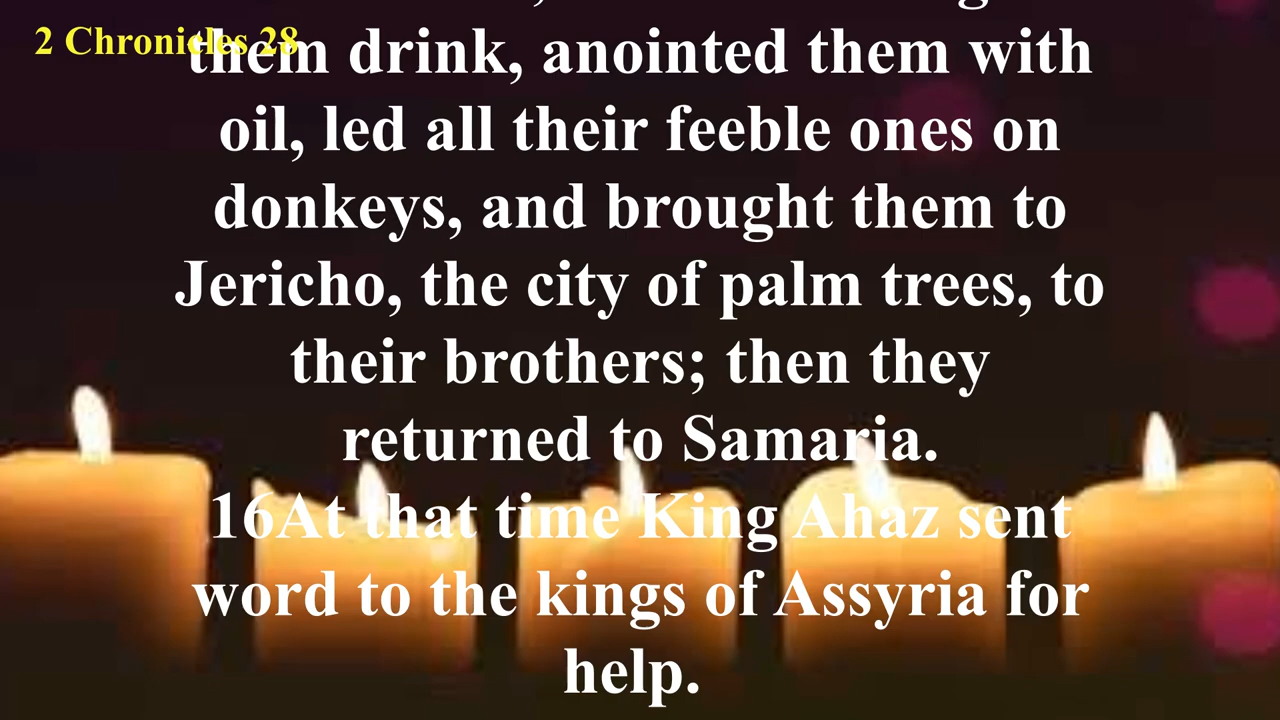 2 Chronicles 28
them drink, anointed them with
oil, led all their feeble ones on
donkeys, and brought them to
Jericho, the city of palm trees, to
their brothers; then they
returned to Samaria.
16At that time King Ahaz sent
word to the kings of Assyria for
help.